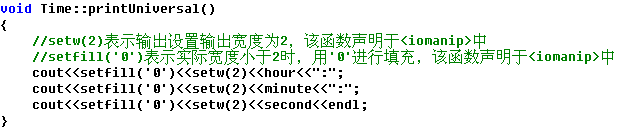 void Time::printUniversal()
{
//setw(2)表示输出设置输出宽度为2，该函数声明于<iomanip>中
//setfill('0')表示实际宽度小于2时，用'0'进行填充，该函数声明于<iomanip>中
cout<<setfill('0')<<setw(2)<<hour<<":";
cout<<setfill('0')<<setw(2)<<minute<<":";
cout<<setfill('0')<<setw(2)<<second<<endl;
}